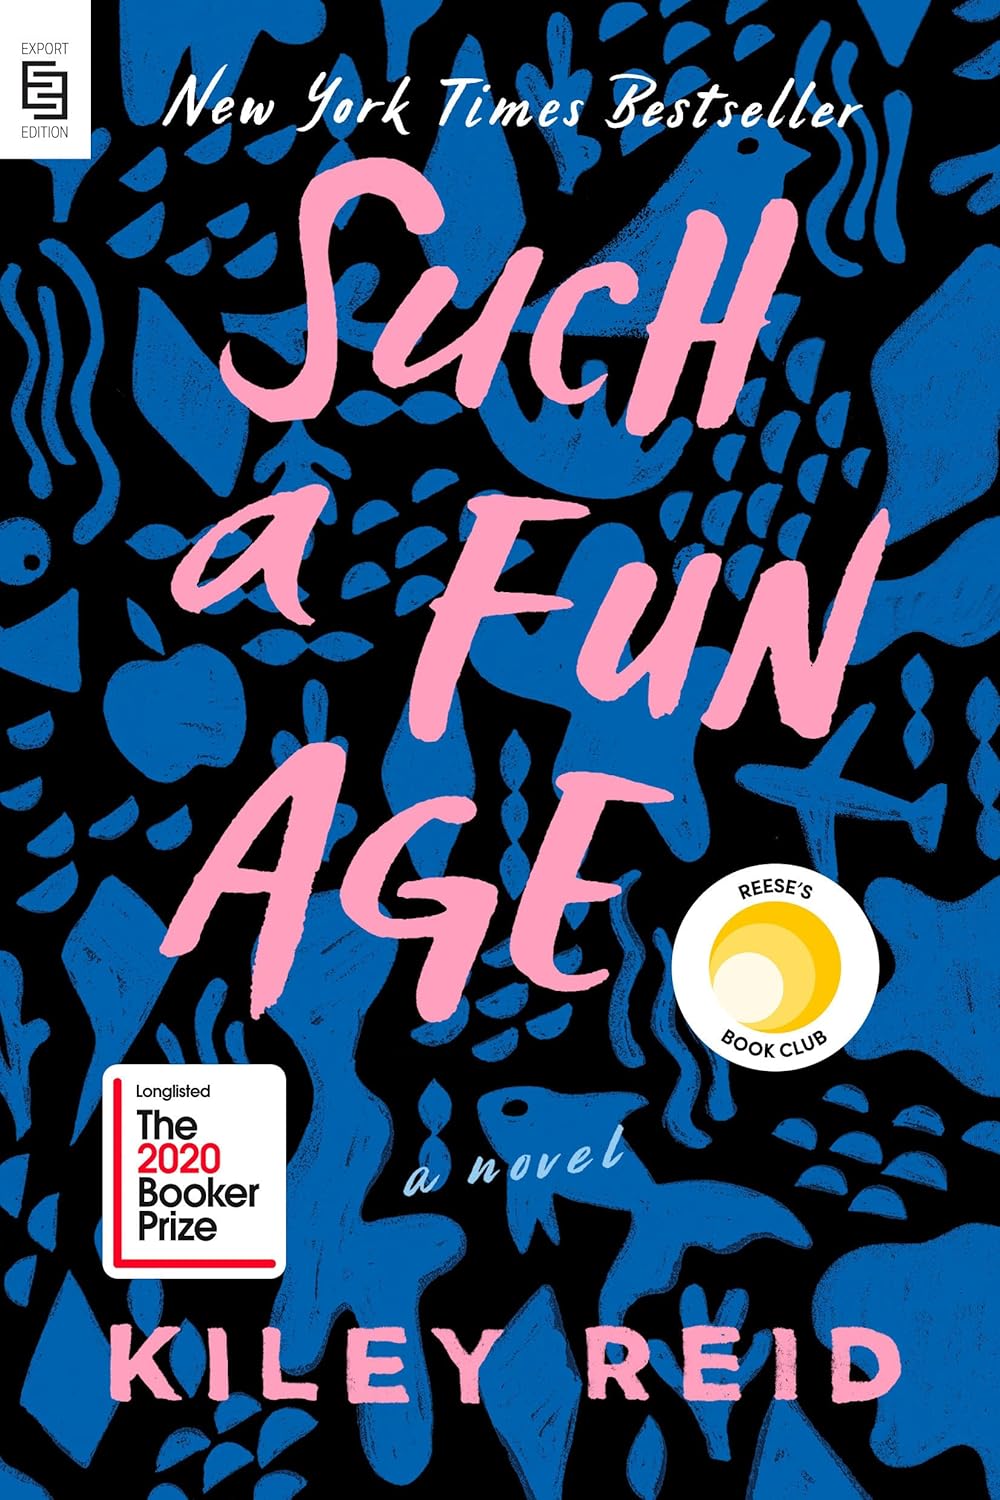 EXPORT
EDITION
New York Times Bestseller
SUCH
a FUN
AGE
REESE'S
BOOK CLUB
Longlisted
The
2020
Booker
Prize
a novel
KILEY REID